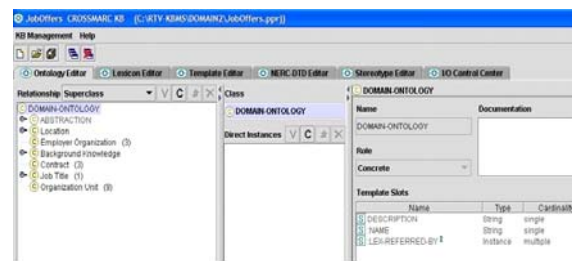 JobOffers CROSSMARC KB (C:\RTV-KBMS\DOMAIN2\JobOffers.pprj)
KB Management Help
Ontology Editor Lexicon Editor Template Editor NERC-DTD Editor Stereotype Editor I/O Control Center
Relationship Superclass V C X
DOMAIN-ONTOLOGY
ABSTRACTION
Location
Employer Organization (3)
Background Knowledge
Contract (3)
Job Title (1)
Organization Unit (8)
Class
DOMAIN-ONTOLOGY
Direct Instances V C X
DOMAIN-ONTOLOGY
Name Documentation
DOMAIN-ONTOLOGY
Role
Concrete
Template Slots
Name Type Cardinalit
S DESCRIPTION String single
S NAME String single
S LEX-REFERRED-BY Instance multiple